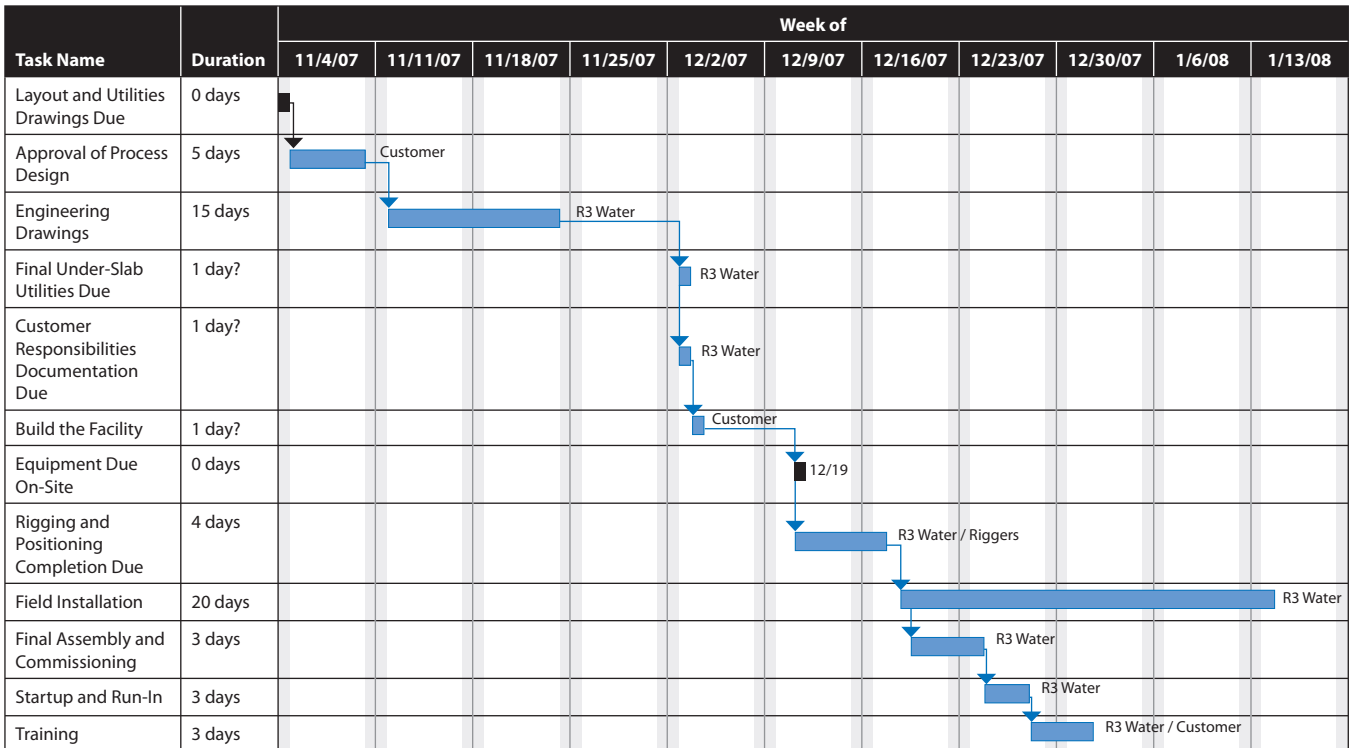 Week of
Task Name Duration 11/4/07 11/11/07 11/18/07 11/25/07 12/2/07 12/9/07 12/16/07 12/23/07 12/30/07 1/6/08 1/13/08
Layout and Utilities 0 days
Drawings Due
Approval of Process 5 days Customer
Design
Engineering 15 days R3 Water
Drawings
Final Under-Slab 1 day? R3 Water
Utilities Due
Customer 1 day?
Responsibilities R3 Water
Documentation
Due
Build the Facility 1 day? Customer
Equipment Due 0 days 12/19
On-Site
Rigging and 4 days R3 Water / Riggers
Positioning
Completion Due
Field Installation 20 days R3 Water
Final Assembly and 3 days R3 Water
Commissioning
Startup and Run-In 3 days R3 Water
Training 3 days R3 Water / Customer